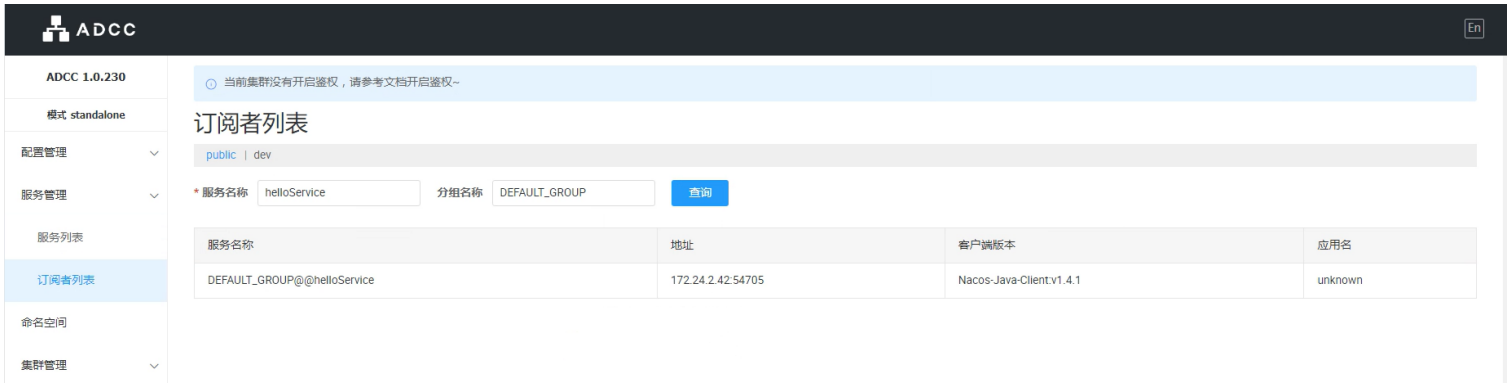 ADCC
En
ADCC 1.0.230
模式 standalone
配置管理
服务管理
服务列表
订阅者列表
命名空间
集群管理
当前集群没有开启鉴权，请参考文档开启鉴权~
订阅者列表
public | dev
* 服务名称 helloService 分组名称 DEFAULT_GROUP 查询
服务名称 地址 客户端版本 应用名
DEFAULT_GROUP@@helloService 172.24.2.42:54705 Nacos-Java-Client:v1.4.1 unknown